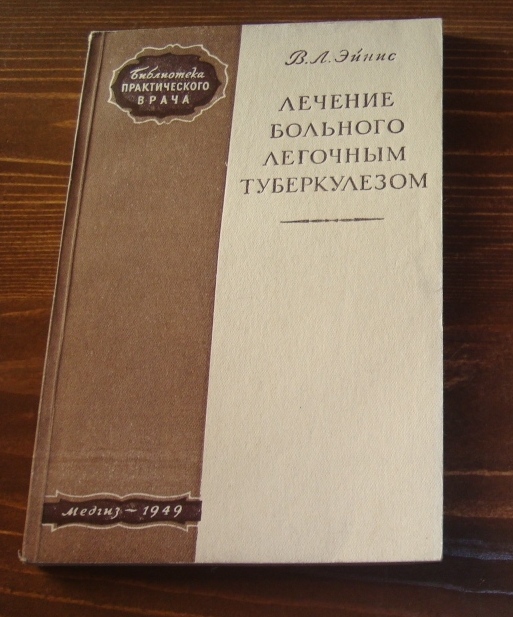 Библиотека
ПРАКТИЧЕСКОГО
ВРАЧА
В. Л. Эйнис
ЛЕЧЕНИЕ
БОЛЬНОГО
ЛЕГОЧНЫМ
ТУБЕРКУЛЕЗОМ
Медгиз — 1949